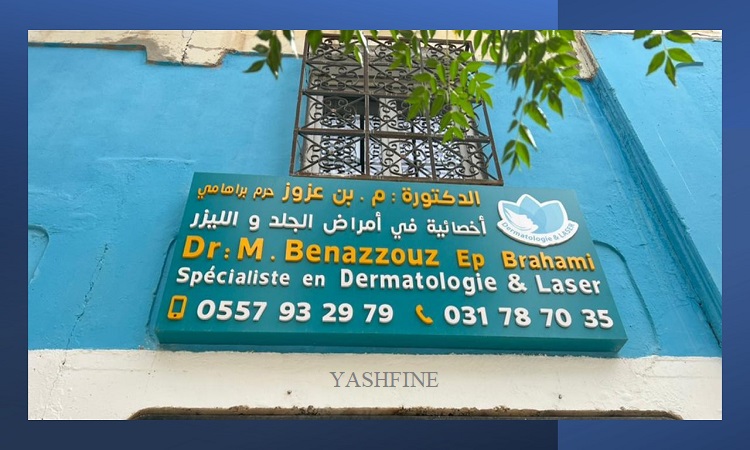 الدكتورة : م . بن عزوز حرم براهامي
أخصائية في أمراض الجلد و الليزر
Dermatologie & LASER
Dr : M . Benazzouz Ep Brahami
Spécialiste en Dermatologie & Laser
0557 93 29 79 031 78 70 35
YASHFINE